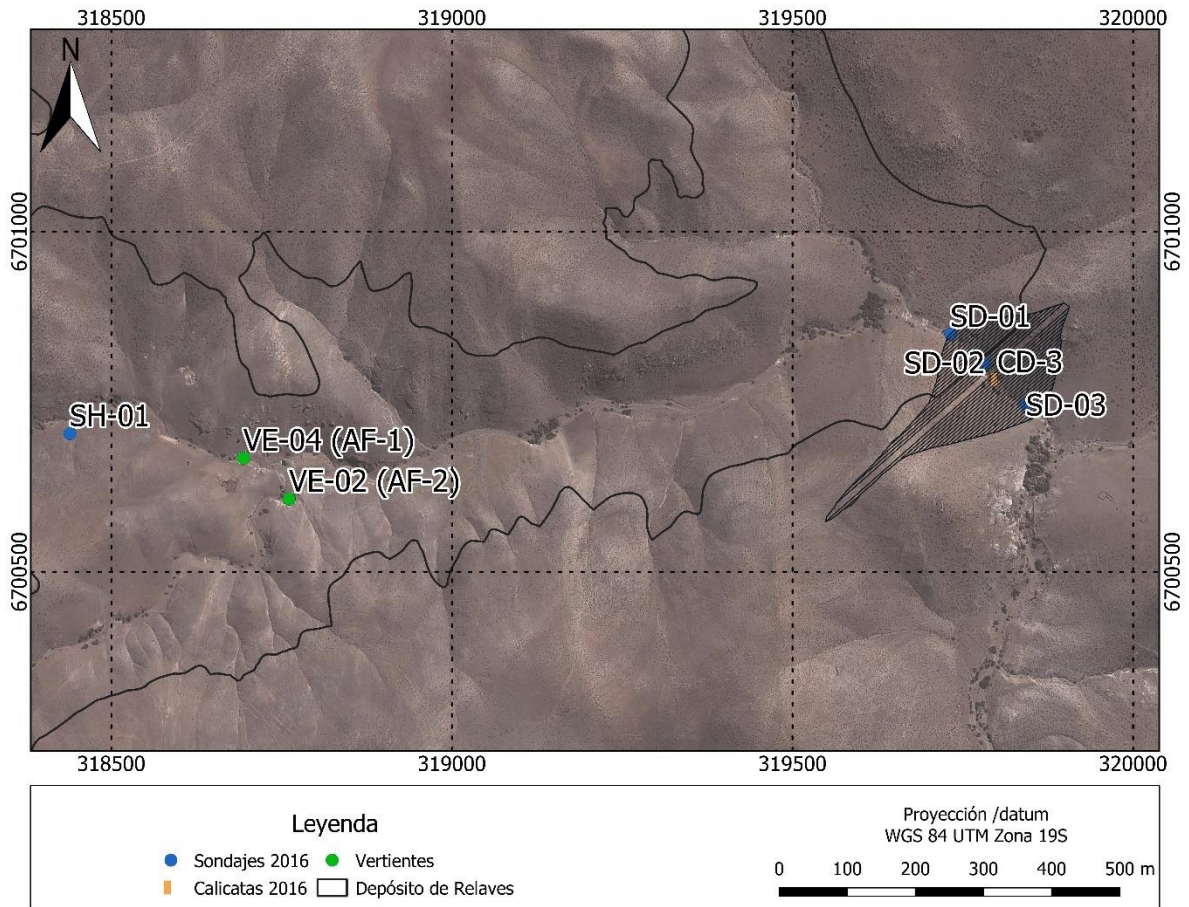 318500 319000 319500 320000
N
6701000 6701000
SD-01
SD-02 CD-3
SD-03
SH-01
VE-04 (AF-1)
VE-02 (AF-2)
6700500 6700500
318500 319000 319500 320000
Leyenda
Sondajes 2016 Vertientes
Calicatas 2016 Depósito de Relaves
Proyección /datum
WGS 84 UTM Zona 19S
0 100 200 300 400 500 m